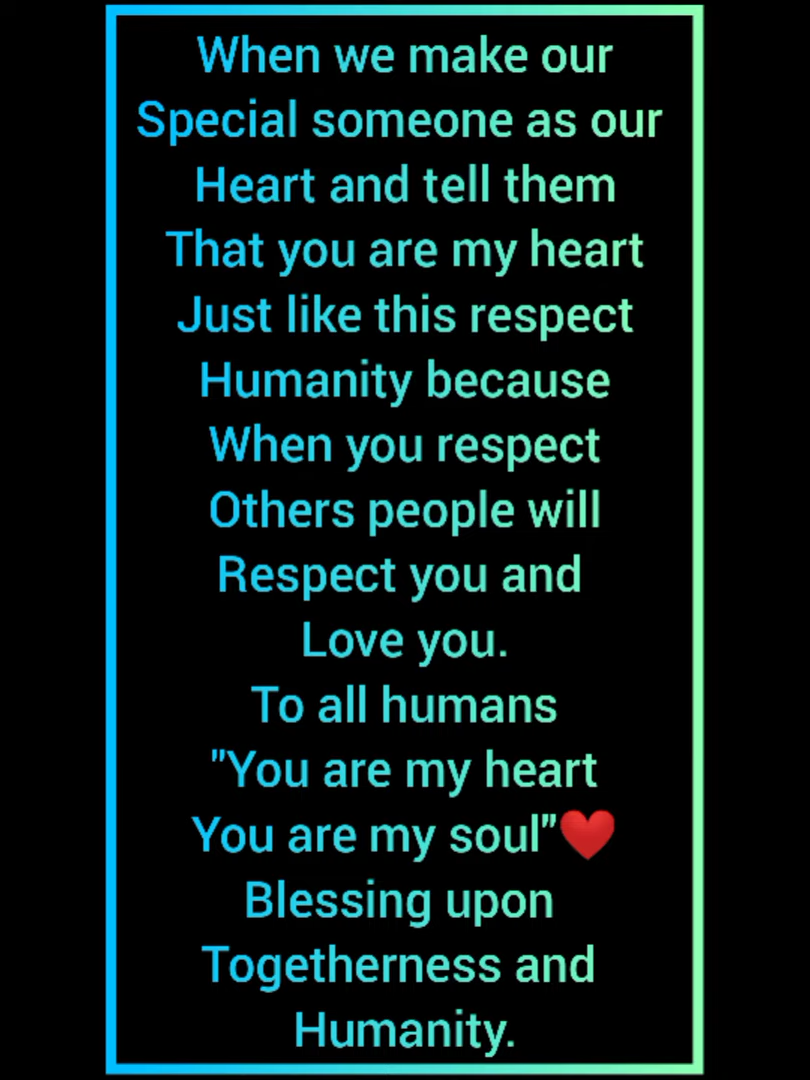 When we make our
Special someone as our
Heart and tell them
That you are my heart
Just like this respect
Humanity because
When you respect
Others people will
Respect you and
Love you.
To all humans
"You are my heart
You are my soul"❤️
Blessing upon
Togetherness and
Humanity.